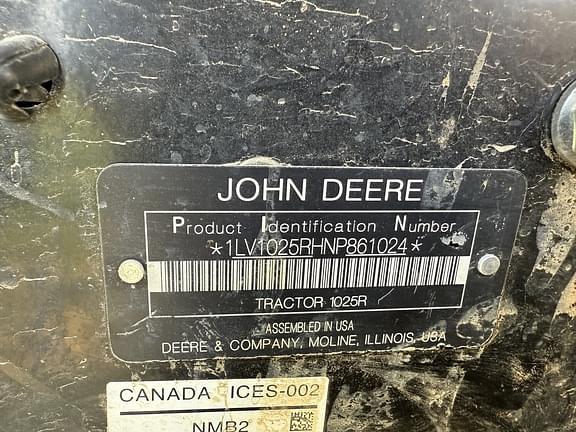 JOHN DEERE
Product Identification Number
*1LV1025RHNP861024*
TRACTOR 1025R
ASSEMBLED IN USA
DEERE & COMPANY, MOLINE, ILLINOIS, USA
CANADA ICES-002
NMB2